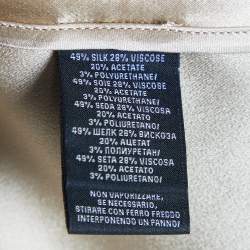 49% SILK 28% VISCOSE
20% ACETATE
3% POLYURETHANE/
49% SOIE 28% VISCOSE
20% ACETATE
3% POLYURETHANE/
49% SEDA 28% VISCOSA
20% ACETATO
3% POLIURETANO/
49% ШЕЛК 28% ВИСКОЗА
20% АЦЕТАТ
3% ПОЛИУРЕТАН/
49% SETA 28% VISCOSE
20% ACETATO
3% POLIURETANO/
NON VAPORIZZARE,
SE NECESSARIO,
STIRARE CON FERRO FREDDO
INTERPONENDO UN PANNO/